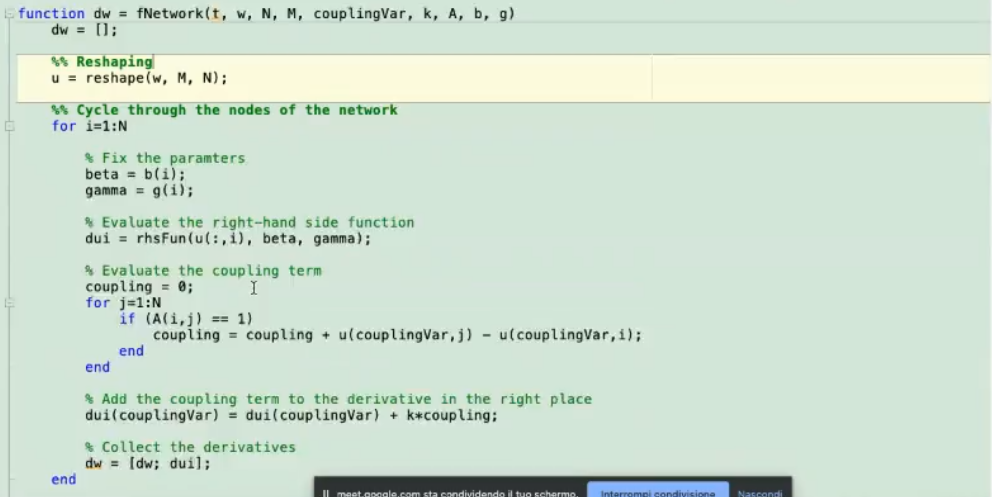 function dw = fNetwork(t, w, N, M, couplingVar, k, A, b, g)
dw = [];
%% Reshaping
u = reshape(w, M, N);
%% Cycle through the nodes of the network
for i=1:N
% Fix the paramters
beta = b(i);
gamma = g(i);
% Evaluate the right-hand side function
dui = rhsFun(u(:,i), beta, gamma);
% Evaluate the coupling term
coupling = 0;
for j=1:N
if (A(i,j) == 1)
coupling = coupling + u(couplingVar,j) - u(couplingVar,i);
end
end
% Add the coupling term to the derivative in the right place
dui(couplingVar) = dui(couplingVar) + k*coupling;
% Collect the derivatives
dw = [dw; dui];
end
meet.google.com sta condividendo il tuo schermo. Interrompi condivisione Nascondi